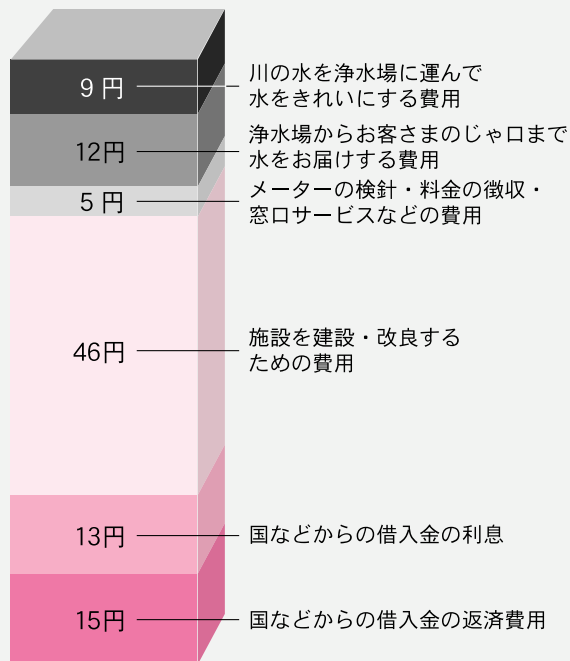 9円
川の水を浄水場に運んで
水をきれいにする費用
12円
浄水場からお客さまのじゃ口まで
水をお届けする費用
5円
メーターの検針・料金の徴収・
窓口サービスなどの費用
46円
施設を建設・改良する
ための費用
13円
国などからの借入金の利息
15円
国などからの借入金の返済費用